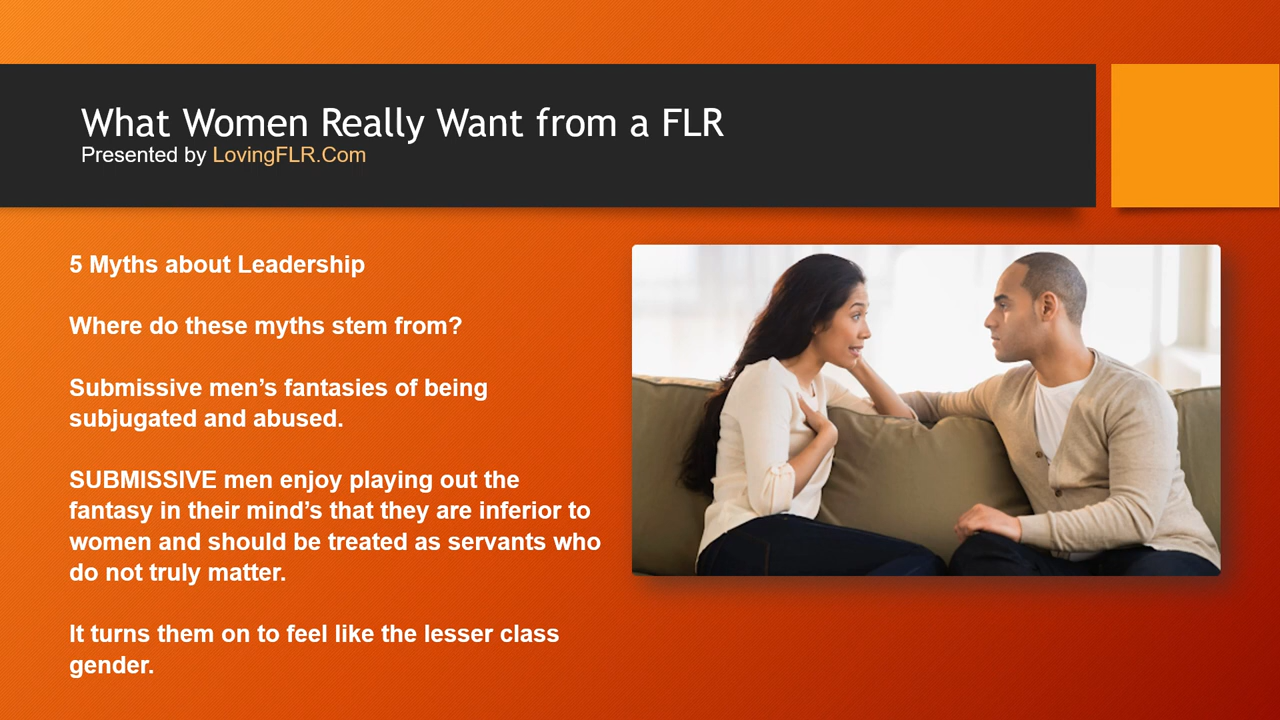 What Women Really Want from a FLR
Presented by LovingFLR.Com
5 Myths about Leadership
Where do these myths stem from?
Submissive men’s fantasies of being
subjugated and abused.
SUBMISSIVE men enjoy playing out the
fantasy in their mind’s that they are inferior to
women and should be treated as servants who
do not truly matter.
It turns them on to feel like the lesser class
gender.